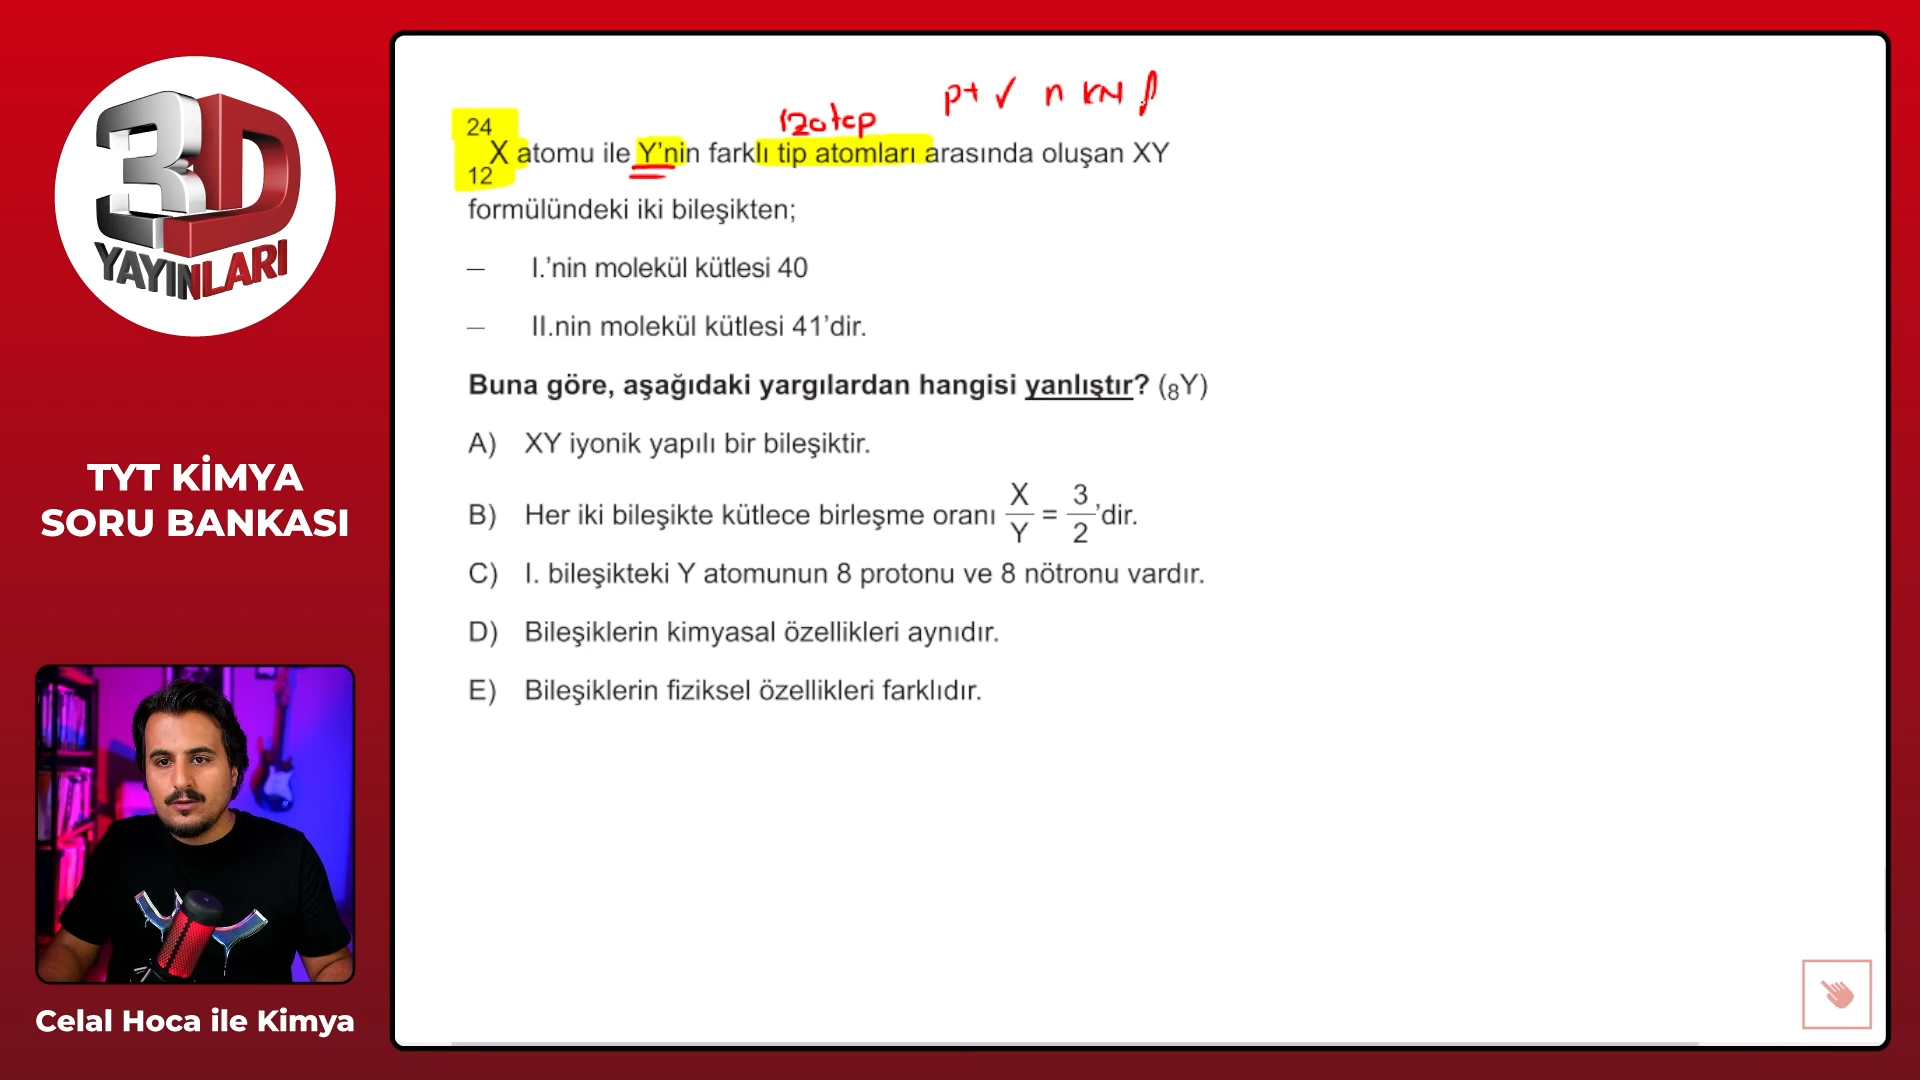 3D
YAYINLARI
TYT KİMYA
SORU BANKASI
Celal Hoca ile Kimya
p+ ✓ n
izotop
24
X atomu ile Y’nin farklı tip atomları arasında oluşan XY
12
formülündeki iki bileşikten;
– I.’nin molekül kütlesi 40
– II.nin molekül kütlesi 41’dir.
Buna göre, aşağıdaki yargılardan hangisi yanlıştır? (₈Y)
A) XY iyonik yapılı bir bileşiktir.
B) Her iki bileşikte kütlece birleşme oranı X/Y = 3/2’dir.
C) I. bileşikteki Y atomunun 8 protonu ve 8 nötronu vardır.
D) Bileşiklerin kimyasal özellikleri aynıdır.
E) Bileşiklerin fiziksel özellikleri farklıdır.